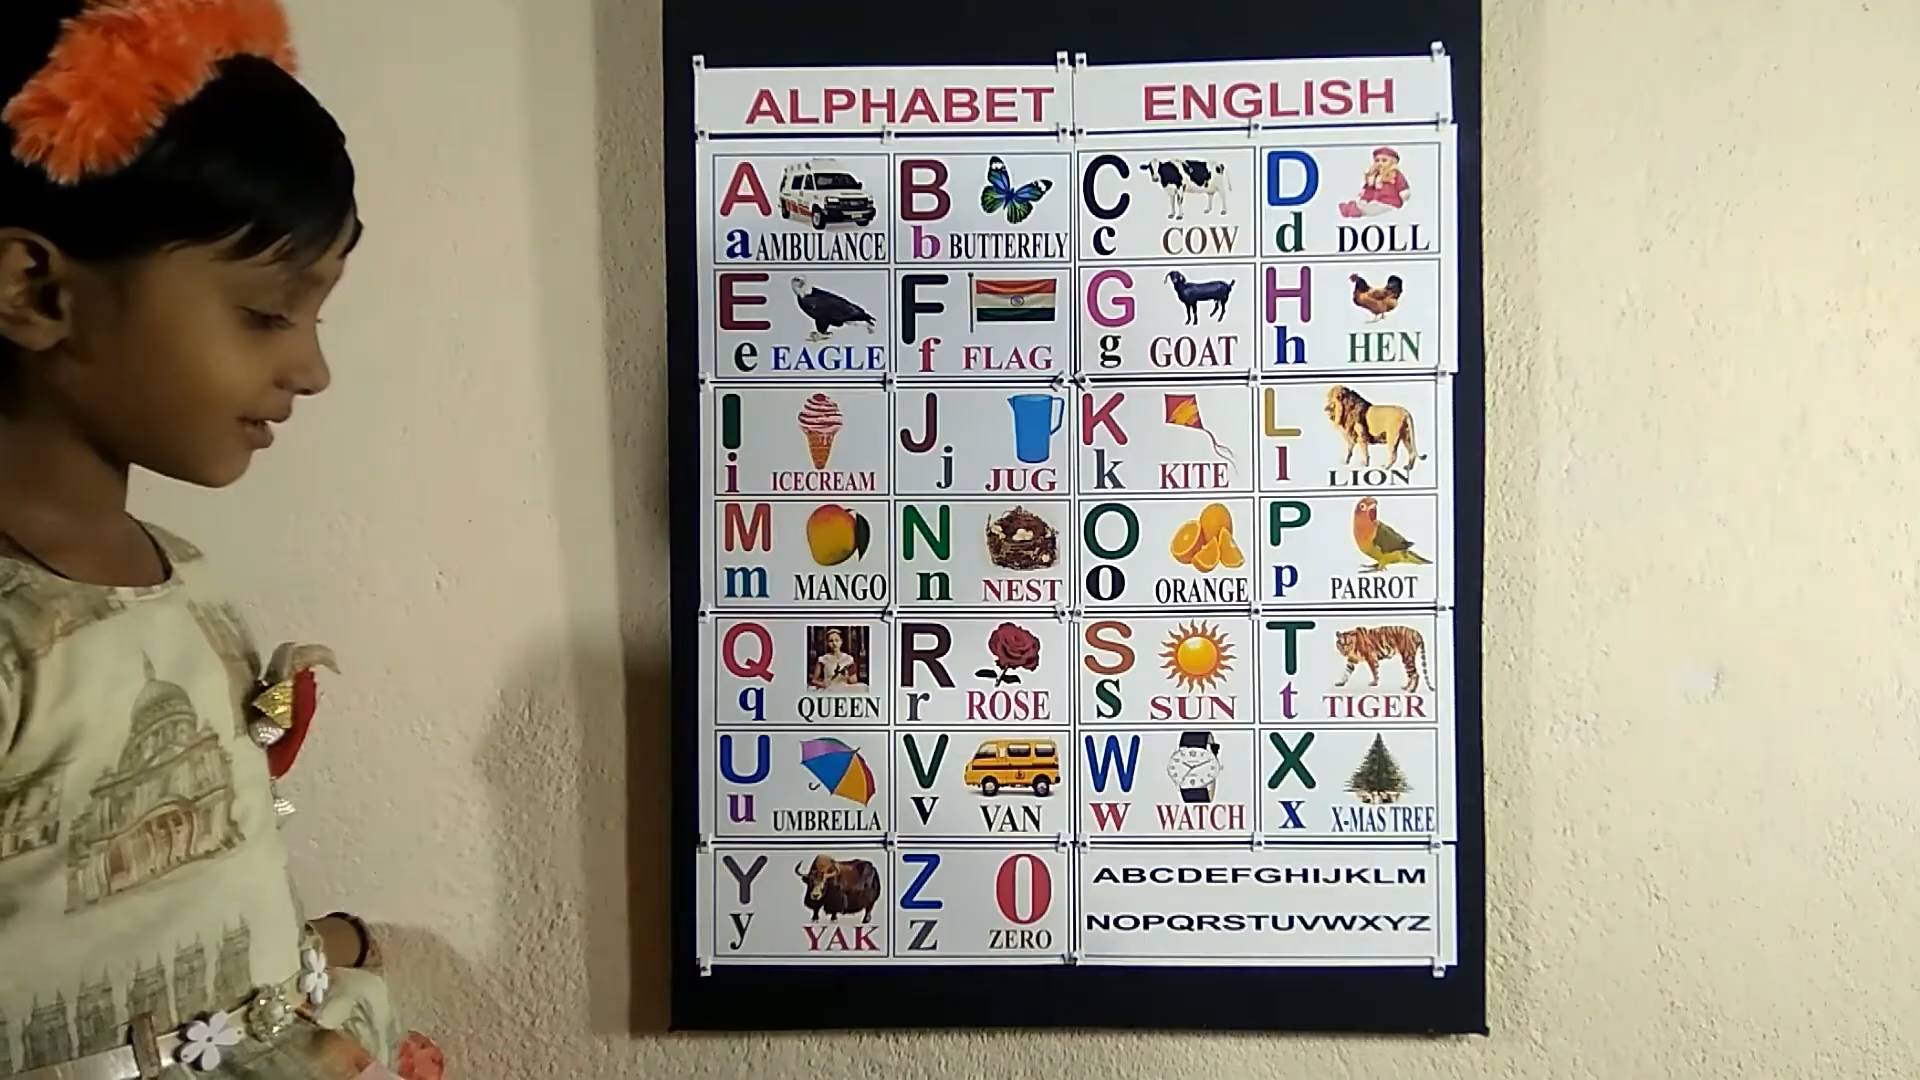 ALPHABET ENGLISH
A B C D
a AMBULANCE b BUTTERFLY c COW d DOLL
E F G H
e EAGLE f FLAG g GOAT h HEN
I J K L
i ICECREAM j JUG k KITE l LION
M N O P
m MANGO n NEST o ORANGE p PARROT
Q R S T
q QUEEN r ROSE s SUN t TIGER
U V W X
u UMBRELLA v VAN w WATCH x X-MAS TREE
Y Z 0
y YAK z ZERO
ABCDEFGHIJKLM
NOPQRSTUVWXYZ